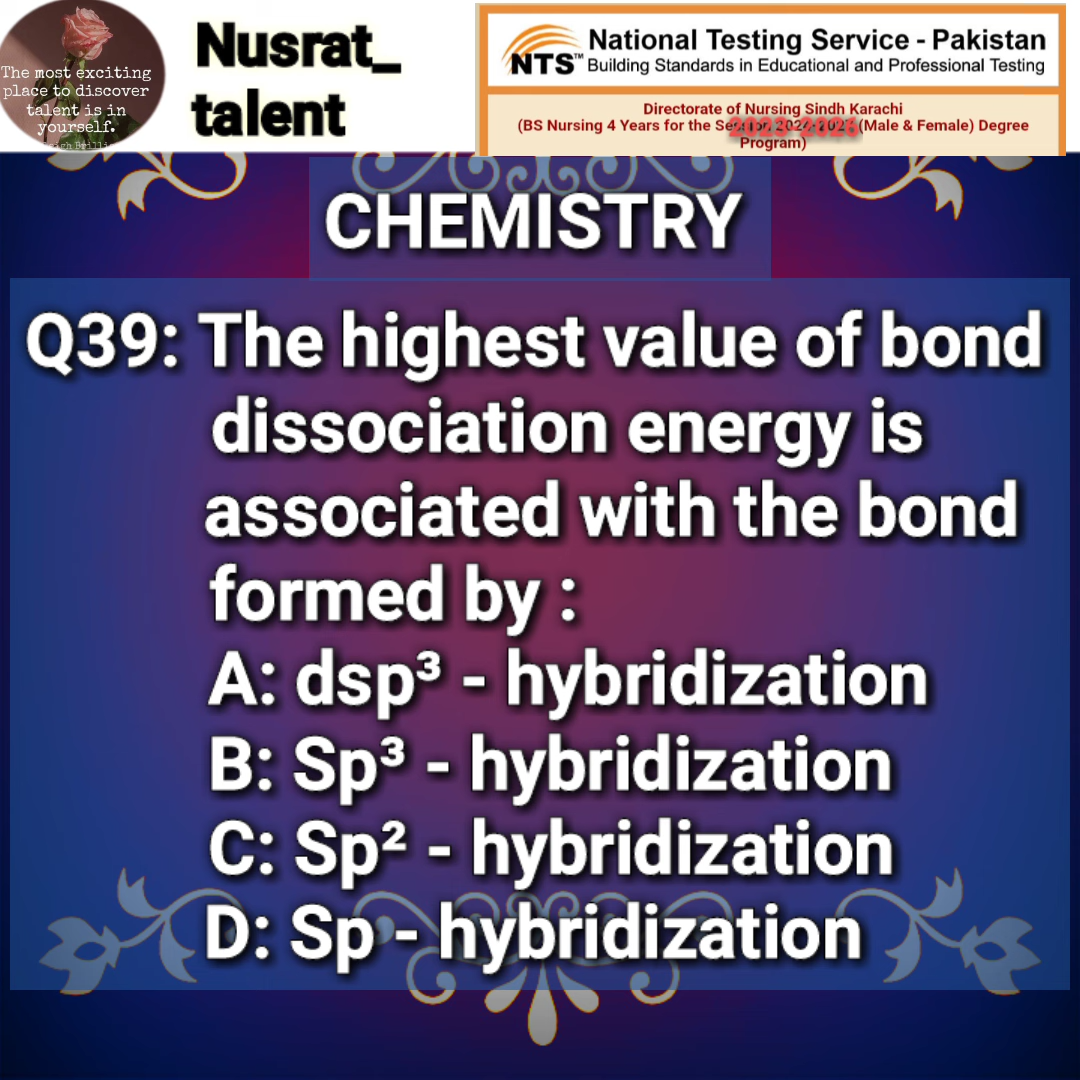 The most exciting
place to discover
talent is in
yourself.
Nusrat_
talent
NTS™ National Testing Service - Pakistan
Building Standards in Educational and Professional Testing
Directorate of Nursing Sindh Karachi
(BS Nursing 4 Years for the Session 2023-2026 (Male & Female) Degree
Program)
CHEMISTRY
Q39: The highest value of bond
dissociation energy is
associated with the bond
formed by :
A: dsp³ - hybridization
B: Sp³ - hybridization
C: Sp² - hybridization
D: Sp - hybridization